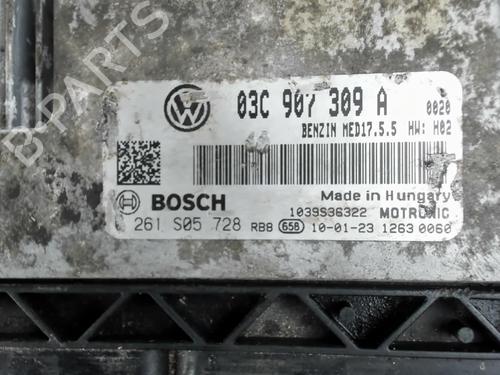 03C 907 309 A 0020
BENZIN MED17.5.5 HW: H02
BOSCH
Made in Hungary
1039S36322 MOTRONIC
261 S05 728 RB8 658 10-01-23 1263 0060
B-PARTS